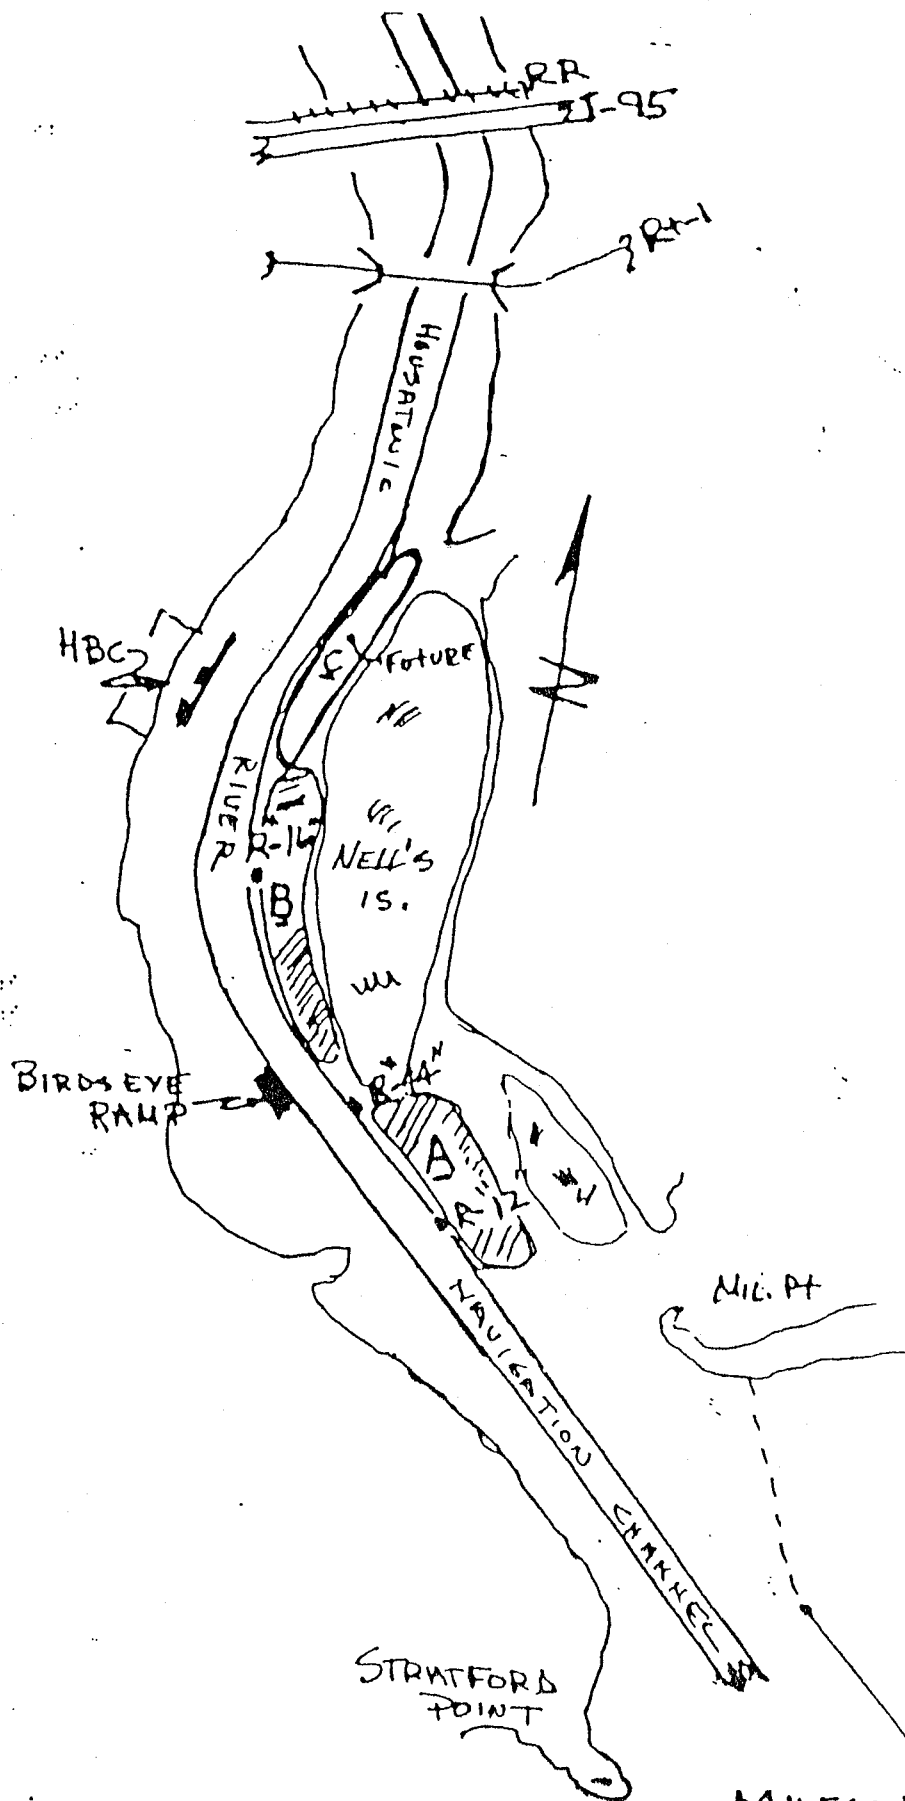 RR
I-95
Rt-1
HOUSATONIC
HBC
"C"
FUTURE
RIVER
R-16"
NELL'S
IS.
"B"
BIRDSEYE
RAMP
R"44"
A
R"12"
N
MIL. Pt
NAVIGATION CHANNEL
STRATFORD
POINT